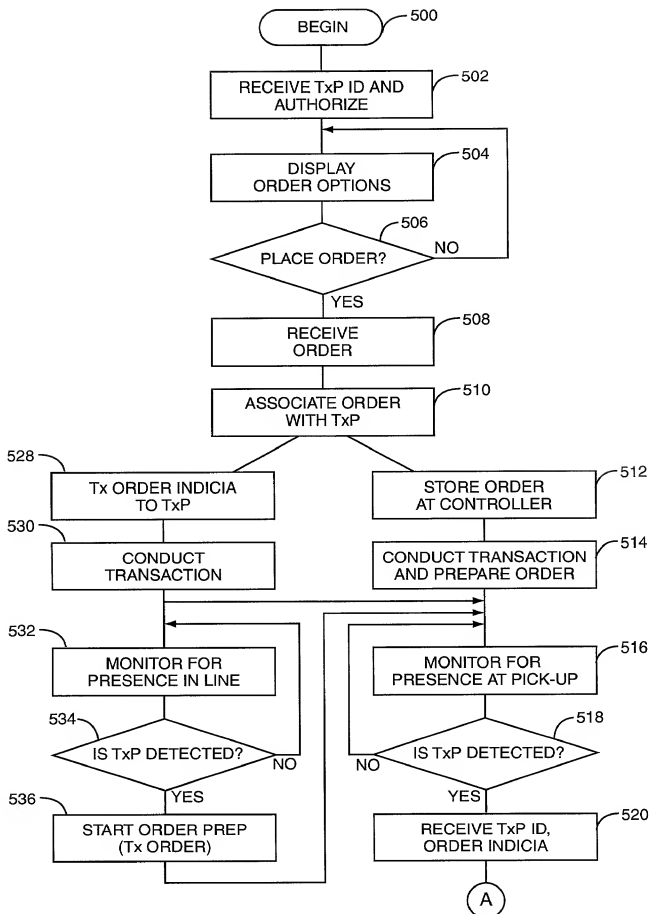 BEGIN
500
RECEIVE TxP ID AND
AUTHORIZE
502
DISPLAY
ORDER OPTIONS
504
PLACE ORDER?
506
NO
YES
RECEIVE
ORDER
508
ASSOCIATE ORDER
WITH TxP
510
528
Tx ORDER INDICIA
TO TxP
530
CONDUCT
TRANSACTION
532
MONITOR FOR
PRESENCE IN LINE
534
IS TxP DETECTED?
NO
YES
536
START ORDER PREP
(Tx ORDER)
STORE ORDER
AT CONTROLLER
512
CONDUCT TRANSACTION
AND PREPARE ORDER
514
MONITOR FOR
PRESENCE AT PICK-UP
516
IS TxP DETECTED?
518
NO
YES
RECEIVE TxP ID,
ORDER INDICIA
520
A